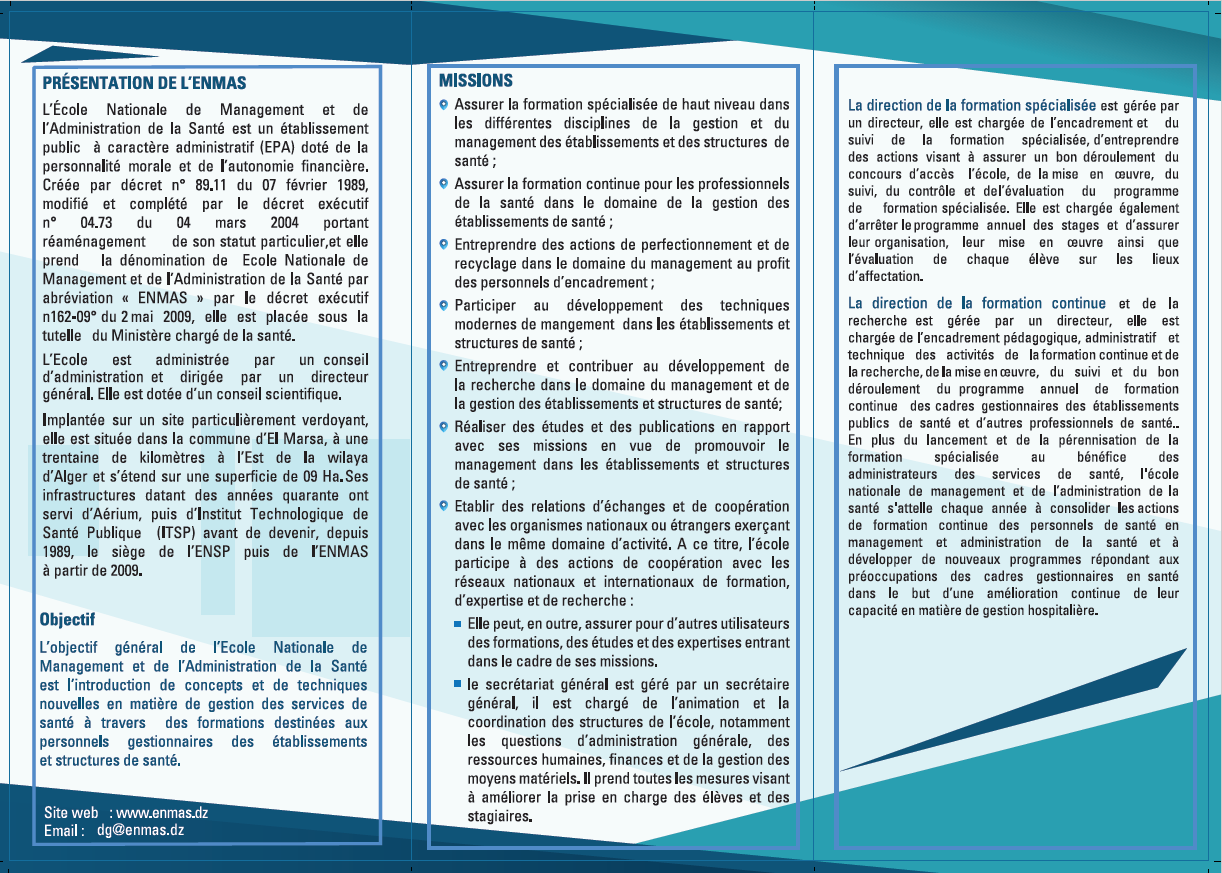 PRÉSENTATION DE L'ENMAS
L'École Nationale de Management et de
l'Administration de la Santé est un établissement
public à caractère administratif (EPA) doté de la
personnalité morale et de l'autonomie financière.
Créée par décret n° 89.11 du 07 février 1989,
modifié et complété par le décret exécutif
n° 04.73 du 04 mars 2004 portant
réaménagement de son statut particulier,et elle
prend la dénomination de Ecole Nationale de
Management et de l'Administration de la Santé par
abréviation « ENMAS » par le décret exécutif
n162-09° du 2 mai 2009, elle est placée sous la
tutelle du Ministère chargé de la santé.
L'Ecole est administrée par un conseil
d'administration et dirigée par un directeur
général. Elle est dotée d'un conseil scientifique.
Implantée sur un site particulièrement verdoyant,
elle est située dans la commune d'El Marsa, à une
trentaine de kilomètres à l'Est de la wilaya
d'Alger et s'étend sur une superficie de 09 Ha.Ses
infrastructures datant des années quarante ont
servi d'Aérium, puis d'Institut Technologique de
Santé Publique (ITSP) avant de devenir, depuis
1989, le siège de l'ENSP puis de l'ENMAS
à partir de 2009.
Objectif
L'objectif général de l'Ecole Nationale de
Management et de l'Administration de la Santé
est l'introduction de concepts et de techniques
nouvelles en matière de gestion des services de
santé à travers des formations destinées aux
personnels gestionnaires des établissements
et structures de santé.
Site web : www.enmas.dz
Email : dg@enmas.dz
MISSIONS
Assurer la formation spécialisée de haut niveau dans
les différentes disciplines de la gestion et du
management des établissements et des structures de
santé ;
Assurer la formation continue pour les professionnels
de la santé dans le domaine de la gestion des
établissements de santé ;
Entreprendre des actions de perfectionnement et de
recyclage dans le domaine du management au profit
des personnels d'encadrement ;
Participer au développement des techniques
modernes de mangement dans les établissements et
structures de santé ;
Entreprendre et contribuer au développement de
la recherche dans le domaine du management et de
la gestion des établissements et structures de santé;
Réaliser des études et des publications en rapport
avec ses missions en vue de promouvoir le
management dans les établissements et structures
de santé ;
Etablir des relations d'échanges et de coopération
avec les organismes nationaux ou étrangers exerçant
dans le même domaine d'activité. A ce titre, l'école
participe à des actions de coopération avec les
réseaux nationaux et internationaux de formation,
d'expertise et de recherche :
Elle peut, en outre, assurer pour d'autres utilisateurs
des formations, des études et des expertises entrant
dans le cadre de ses missions.
le secrétariat général est géré par un secrétaire
général, il est chargé de l'animation et la
coordination des structures de l'école, notamment
les questions d'administration générale, des
ressources humaines, finances et de la gestion des
moyens matériels. Il prend toutes les mesures visant
à améliorer la prise en charge des élèves et des
stagiaires.
La direction de la formation spécialisée est gérée par
un directeur, elle est chargée de l'encadrement et du
suivi de la formation spécialisée, d'entreprendre
des actions visant à assurer un bon déroulement du
concours d'accès l'école, de la mise en œuvre, du
suivi, du contrôle et del'évaluation du programme
de formation spécialisée. Elle est chargée également
d'arrêter le programme annuel des stages et d'assurer
leur organisation, leur mise en œuvre ainsi que
l'évaluation de chaque élève sur les lieux
d'affectation.
La direction de la formation continue et de la
recherche est gérée par un directeur, elle est
chargée de l'encadrement pédagogique, administratif et
technique des activités de la formation continue et de
la recherche, de la mise en œuvre, du suivi et du bon
déroulement du programme annuel de formation
continue des cadres gestionnaires des établissements
publics de santé et d'autres professionnels de santé..
En plus du lancement et de la pérennisation de la
formation spécialisée au bénéfice des
administrateurs des services de santé, l'école
nationale de management et de l'administration de la
santé s'attelle chaque année à consolider les actions
de formation continue des personnels de santé en
management et administration de la santé et à
développer de nouveaux programmes répondant aux
préoccupations des cadres gestionnaires en santé
dans le but d'une amélioration continue de leur
capacité en matière de gestion hospitalière.